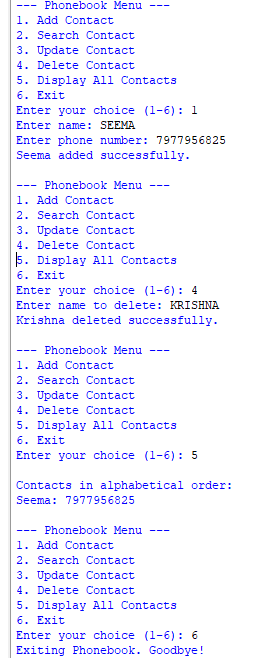 --- Phonebook Menu ---
1. Add Contact
2. Search Contact
3. Update Contact
4. Delete Contact
5. Display All Contacts
6. Exit
Enter your choice (1-6): 1
Enter name: SEEMA
Enter phone number: 7977956825
Seema added successfully.
--- Phonebook Menu ---
1. Add Contact
2. Search Contact
3. Update Contact
4. Delete Contact
5. Display All Contacts
6. Exit
Enter your choice (1-6): 4
Enter name to delete: KRISHNA
Krishna deleted successfully.
--- Phonebook Menu ---
1. Add Contact
2. Search Contact
3. Update Contact
4. Delete Contact
5. Display All Contacts
6. Exit
Enter your choice (1-6): 5
Contacts in alphabetical order:
Seema: 7977956825
--- Phonebook Menu ---
1. Add Contact
2. Search Contact
3. Update Contact
4. Delete Contact
5. Display All Contacts
6. Exit
Enter your choice (1-6): 6
Exiting Phonebook. Goodbye!